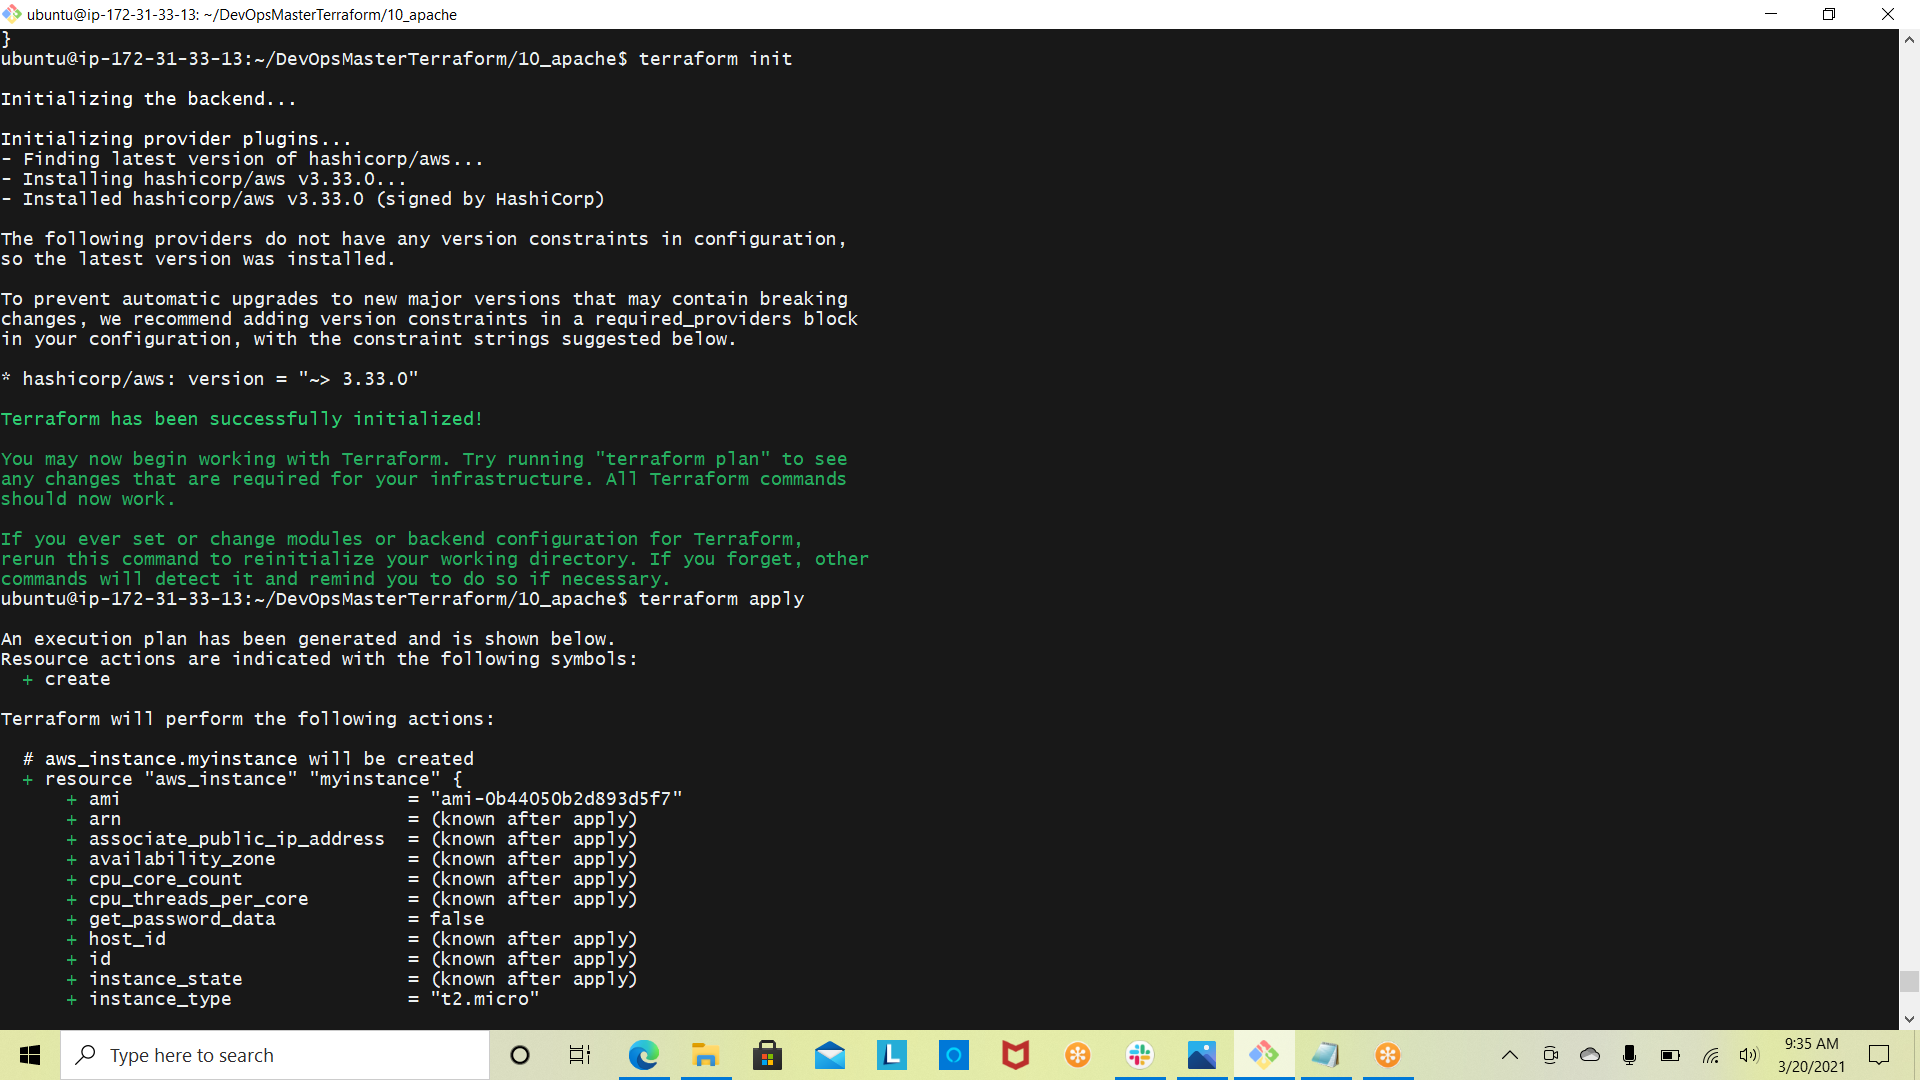 ubuntu@ip-172-31-33-13: ~/DevOpsMasterTerraform/10_apache
}
ubuntu@ip-172-31-33-13:~/DevOpsMasterTerraform/10_apache$ terraform init
Initializing the backend...
Initializing provider plugins...
- Finding latest version of hashicorp/aws...
- Installing hashicorp/aws v3.33.0...
- Installed hashicorp/aws v3.33.0 (signed by HashiCorp)
The following providers do not have any version constraints in configuration,
so the latest version was installed.
To prevent automatic upgrades to new major versions that may contain breaking
changes, we recommend adding version constraints in a required_providers block
in your configuration, with the constraint strings suggested below.
* hashicorp/aws: version = "~> 3.33.0"
Terraform has been successfully initialized!
You may now begin working with Terraform. Try running "terraform plan" to see
any changes that are required for your infrastructure. All Terraform commands
should now work.
If you ever set or change modules or backend configuration for Terraform,
rerun this command to reinitialize your working directory. If you forget, other
commands will detect it and remind you to do so if necessary.
ubuntu@ip-172-31-33-13:~/DevOpsMasterTerraform/10_apache$ terraform apply
An execution plan has been generated and is shown below.
Resource actions are indicated with the following symbols:
+ create
Terraform will perform the following actions:
# aws_instance.myinstance will be created
+ resource "aws_instance" "myinstance" {
+ ami = "ami-0b44050b2d893d5f7"
+ arn = (known after apply)
+ associate_public_ip_address = (known after apply)
+ availability_zone = (known after apply)
+ cpu_core_count = (known after apply)
+ cpu_threads_per_core = (known after apply)
+ get_password_data = false
+ host_id = (known after apply)
+ id = (known after apply)
+ instance_state = (known after apply)
+ instance_type = "t2.micro"
Type here to search
L
9:35 AM
3/20/2021